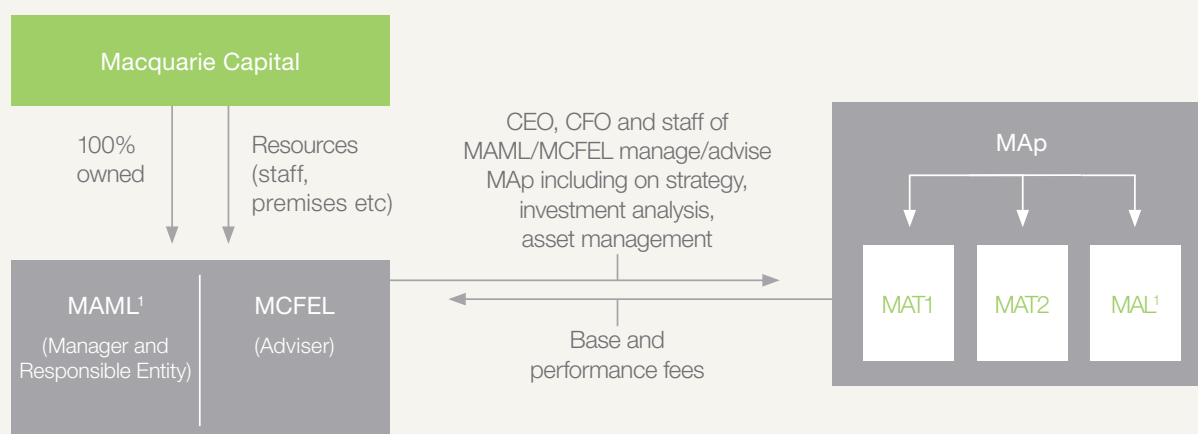 Macquarie Capital
100%
owned
Resources
(staff,
premises etc)
CEO, CFO and staff of
MAML/MCFEL manage/advise
MAp including on strategy,
investment analysis,
asset management
MAp
MAT1
MAT2
MAL¹
MAML¹
(Manager and
Responsible Entity)
MCFEL
(Adviser)
Base and
performance fees